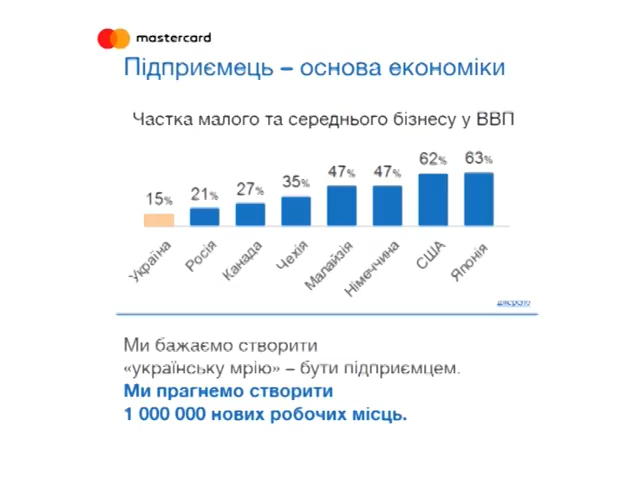 mastercard
Підприємець – основа економіки
Частка малого та середнього бізнесу у ВВП
15% 21% 27% 35% 47% 47% 62% 63%
Україна Росія Канада Чехія Малайзія Німеччина США Японія
джерело
Ми бажаємо створити
«українську мрію» – бути підприємцем.
Ми прагнемо створити
1 000 000 нових робочих місць.